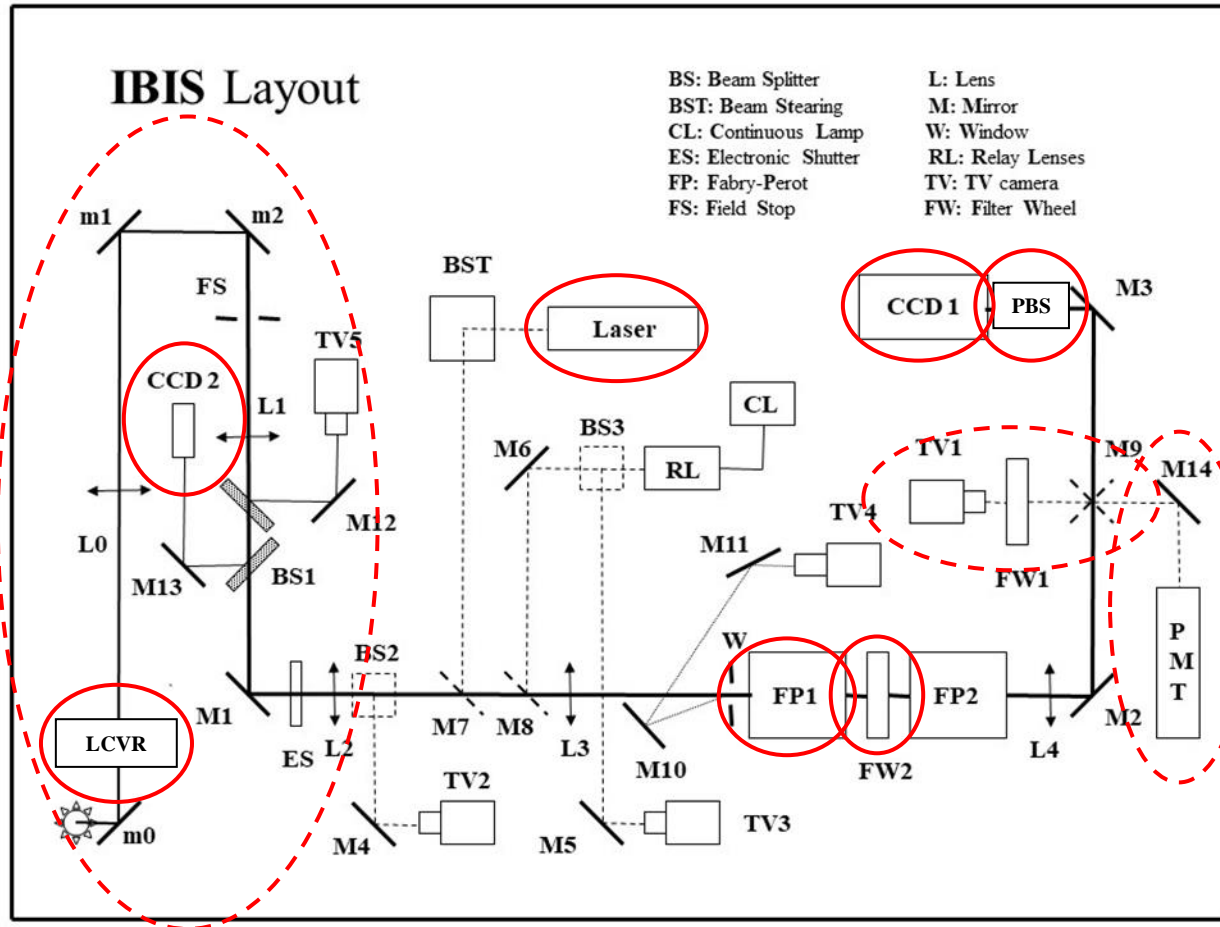 IBIS Layout
BS: Beam Splitter
BST: Beam Stearing
CL: Continuous Lamp
ES: Electronic Shutter
FP: Fabry-Perot
FS: Field Stop
L: Lens
M: Mirror
W: Window
RL: Relay Lenses
TV: TV camera
FW: Filter Wheel
m1
m2
BST
FS
Laser
CCD 1
PBS
M3
TV5
CCD 2
L1
CL
BS3
M6
RL
TV1
M9
M14
M12
L0
TV4
M11
M13
BS1
FW1
P
M
T
BS2
W
FP1
FP2
M1
M7
M8
M2
LCVR
ES
L2
L3
M10
FW2
L4
TV2
m0
M4
M5
TV3